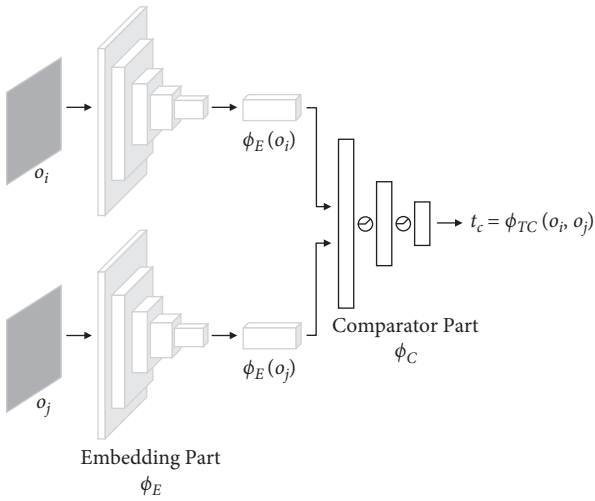 o_i
ϕ_E (o_i)
t_c = ϕ_TC (o_i, o_j)
o_j
ϕ_E (o_j)
Comparator Part
ϕ_C
Embedding Part
ϕ_E